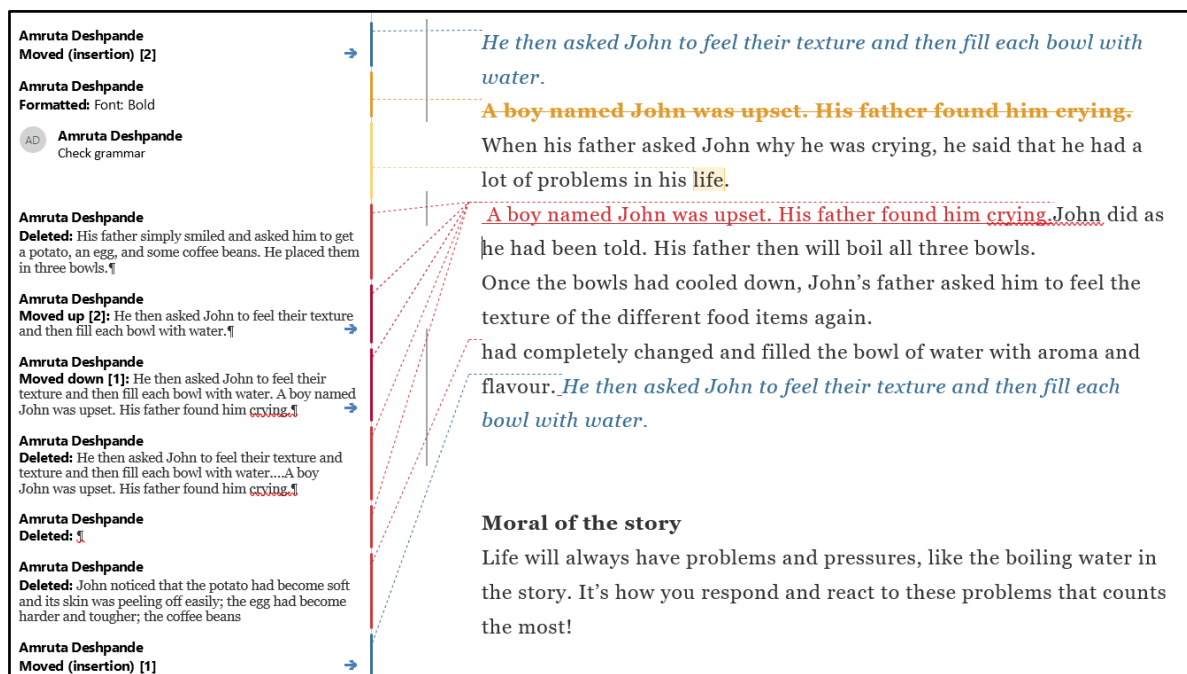 Amruta Deshpande
Moved (insertion) [2]
Amruta Deshpande
Formatted: Font: Bold
AD
Amruta Deshpande
Check grammar
Amruta Deshpande
Deleted: His father simply smiled and asked him to get
a potato, an egg, and some coffee beans. He placed them
in three bowls.¶
Amruta Deshpande
Moved up [2]: He then asked John to feel their texture
and then fill each bowl with water.¶
Amruta Deshpande
Moved down [1]: He then asked John to feel their
texture and then fill each bowl with water. A boy named
John was upset. His father found him crying.¶
Amruta Deshpande
Deleted: He then asked John to feel their texture and
texture and then fill each bowl with water....A boy
John was upset. His father found him crying.¶
Amruta Deshpande
Deleted: ¶
Amruta Deshpande
Deleted: John noticed that the potato had become soft
and its skin was peeling off easily; the egg had become
harder and tougher; the coffee beans
Amruta Deshpande
Moved (insertion) [1]
He then asked John to feel their texture and then fill each bowl with
water.
A boy named John was upset. His father found him crying.
When his father asked John why he was crying, he said that he had a
lot of problems in his life.
A boy named John was upset. His father found him crying.John did as
he had been told. His father then will boil all three bowls.
Once the bowls had cooled down, John’s father asked him to feel the
texture of the different food items again.
had completely changed and filled the bowl of water with aroma and
flavour. He then asked John to feel their texture and then fill each
bowl with water.
Moral of the story
Life will always have problems and pressures, like the boiling water in
the story. It’s how you respond and react to these problems that counts
the most!